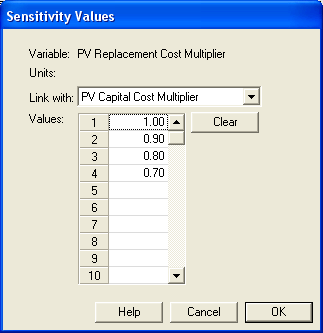 Sensitivity Values
Variable: PV Replacement Cost Multiplier
Units:
Link with: PV Capital Cost Multiplier
Values: 1 1.00 Clear
2 0.90
3 0.80
4 0.70
5
6
7
8
9
10
Help Cancel OK